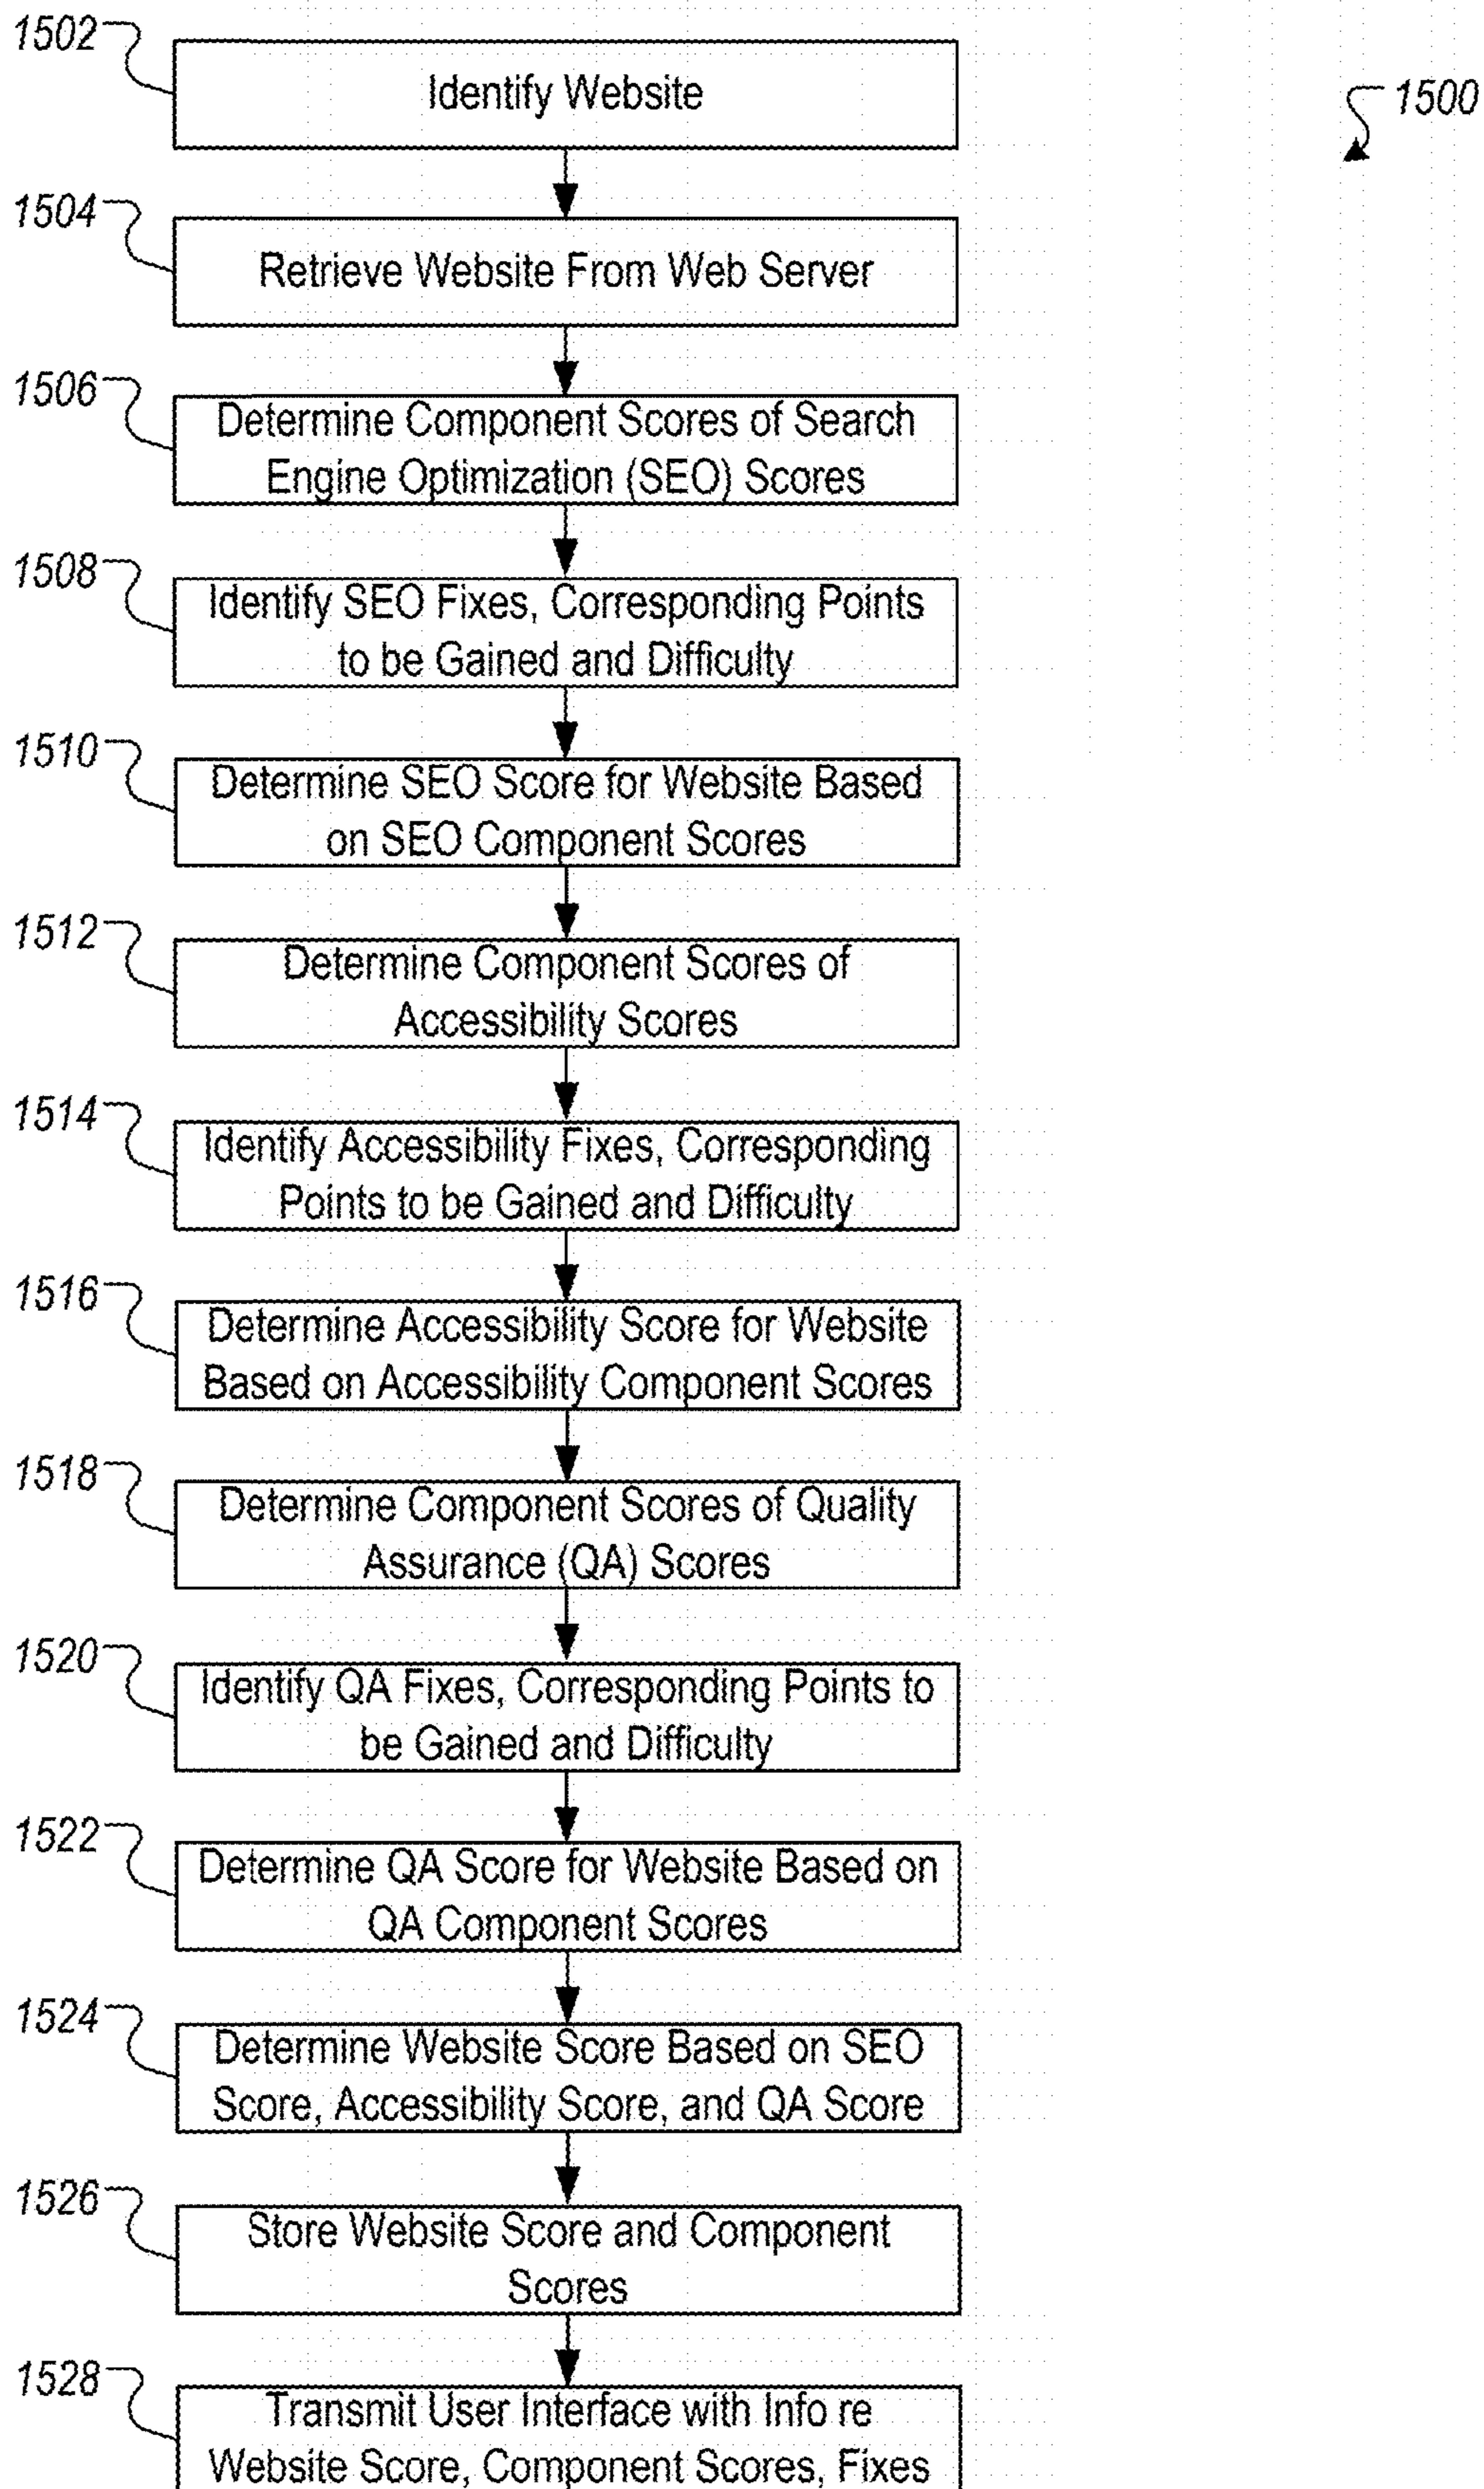 1502
Identify Website
1500
1504
Retrieve Website From Web Server
1506
Determine Component Scores of Search
Engine Optimization (SEO) Scores
1508
Identify SEO Fixes, Corresponding Points
to be Gained and Difficulty
1510
Determine SEO Score for Website Based
on SEO Component Scores
1512
Determine Component Scores of
Accessibility Scores
1514
Identify Accessibility Fixes, Corresponding
Points to be Gained and Difficulty
1516
Determine Accessibility Score for Website
Based on Accessibility Component Scores
1518
Determine Component Scores of Quality
Assurance (QA) Scores
1520
Identify QA Fixes, Corresponding Points to
be Gained and Difficulty
1522
Determine QA Score for Website Based on
QA Component Scores
1524
Determine Website Score Based on SEO
Score, Accessibility Score, and QA Score
1526
Store Website Score and Component
Scores
1528
Transmit User Interface with Info re
Website Score, Component Scores, Fixes